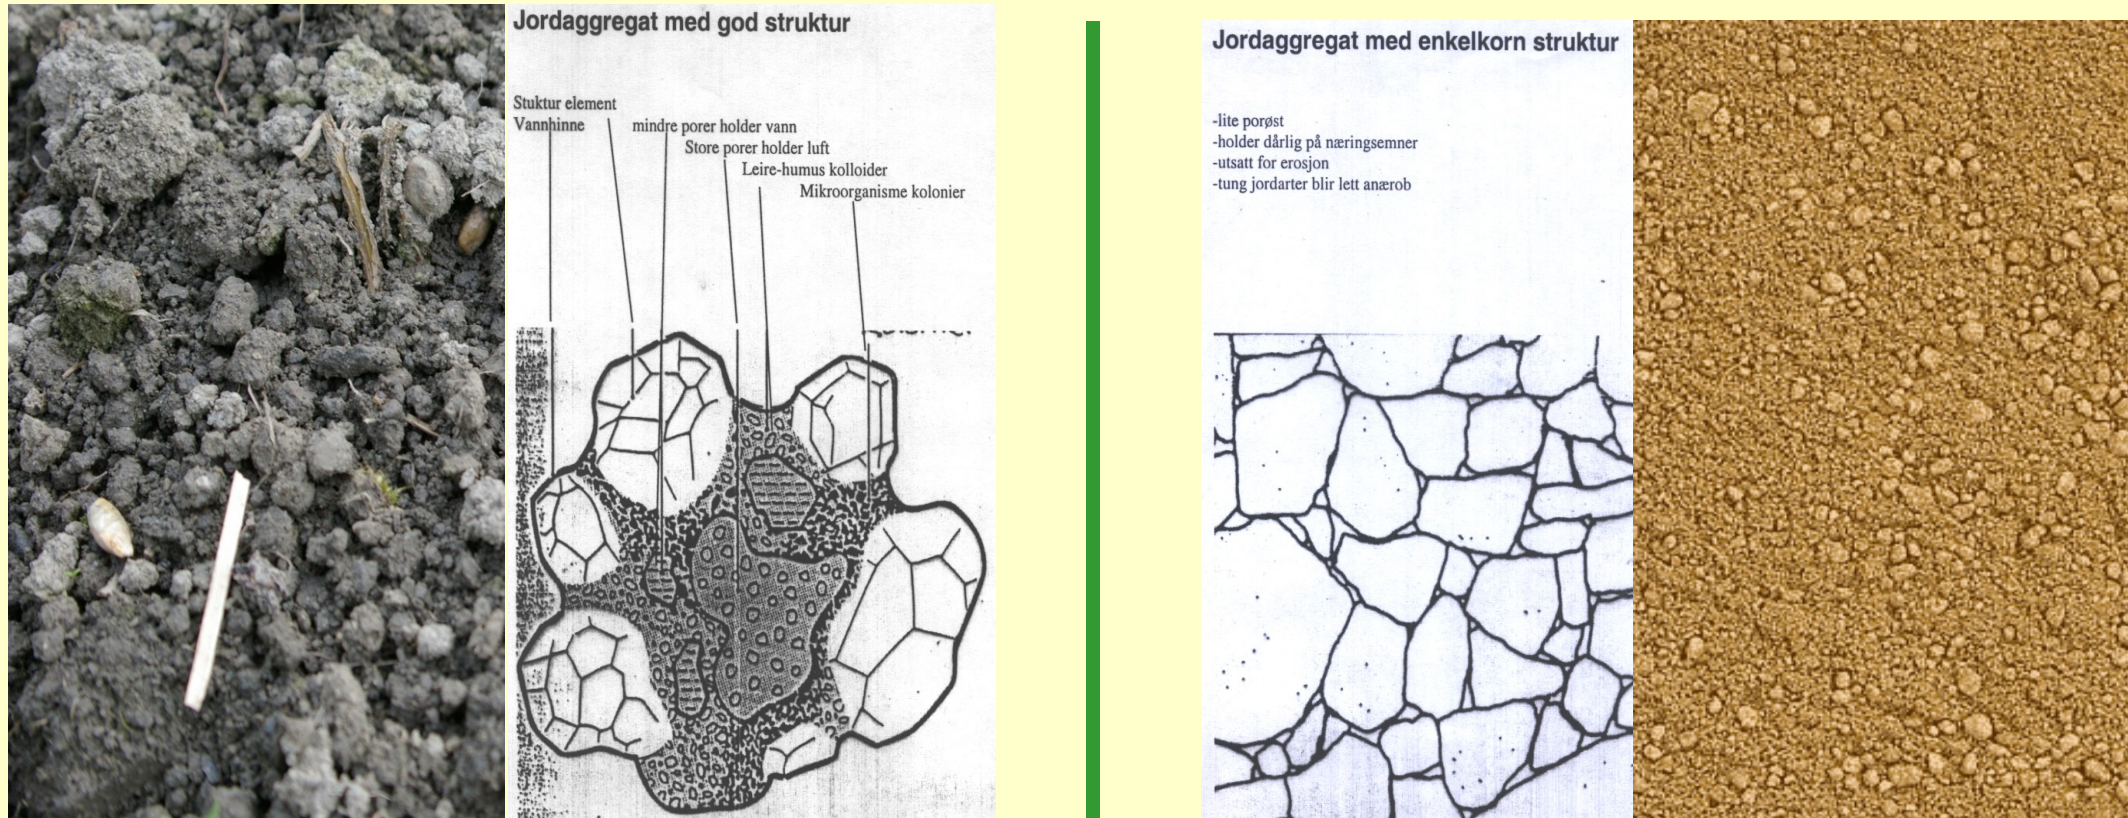 Jordaggregat med god struktur
Stuktur element
Vannhinne
mindre porer holder vann
Store porer holder luft
Leire-humus kolloider
Mikroorganisme kolonier
Jordaggregat med enkelkorn struktur
-lite porøst
-holder dårlig på næringsemner
-utsatt for erosjon
-tung jordarter blir lett anærob